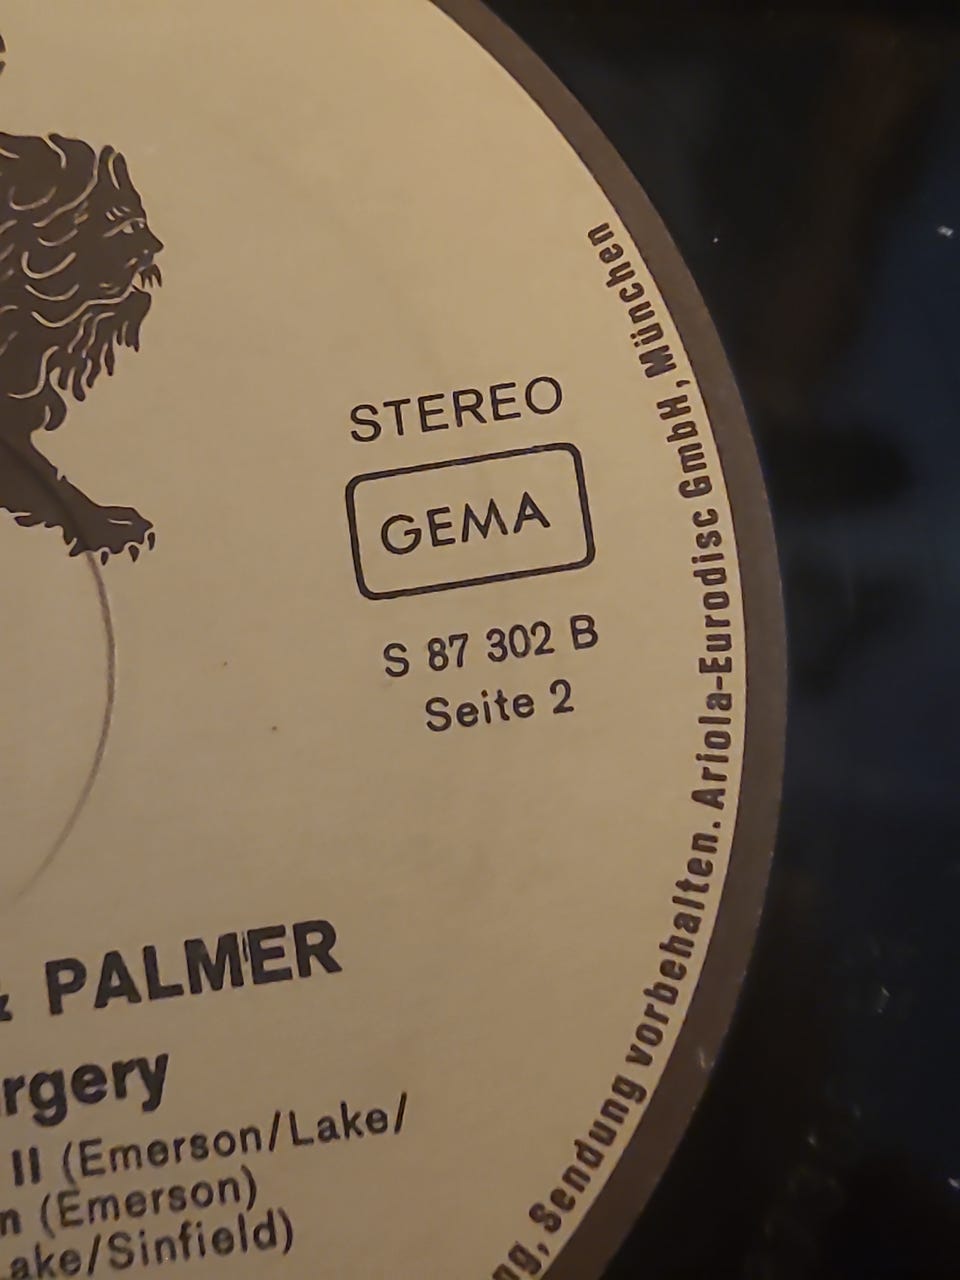 STEREO
GEMA
S 87 302 B
Seite 2
& PALMER
rgery
II (Emerson/Lake/
n (Emerson)
ake/Sinfield)
ng, Sendung vorbehalten. Ariola-Eurodisc GmbH, München